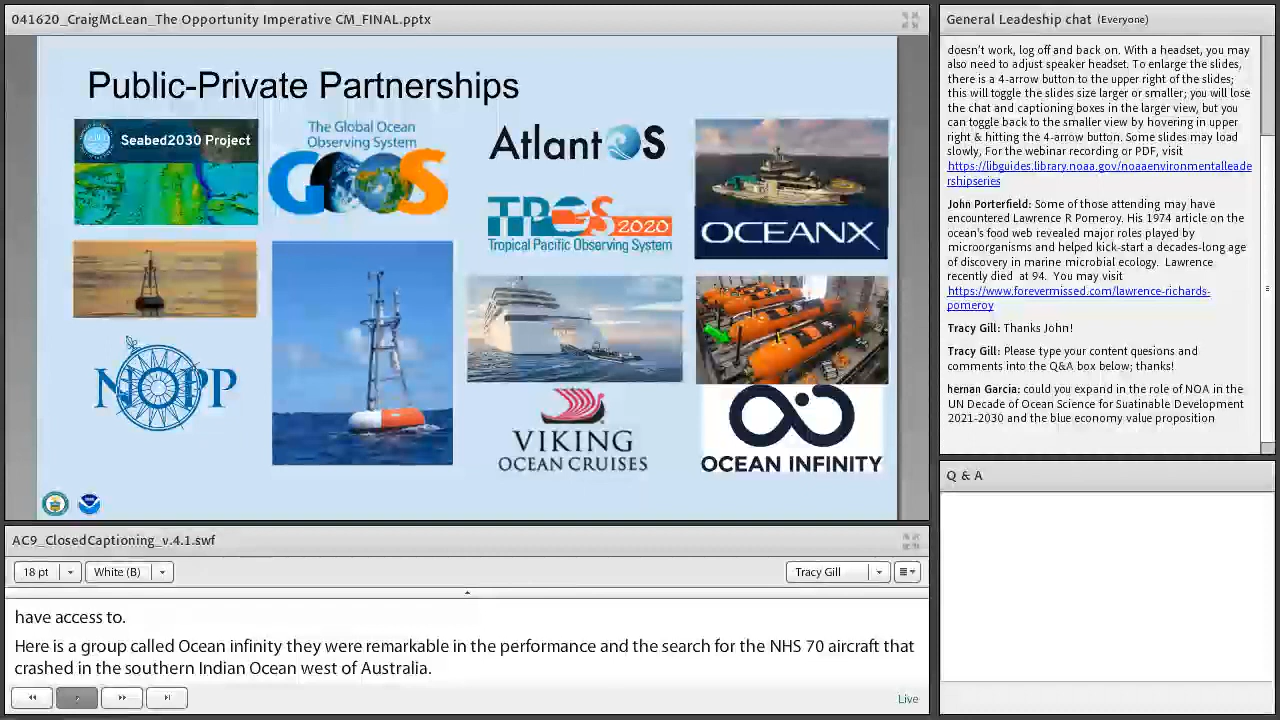 041620_CraigMcLean_The Opportunity Imperative CM_FINAL.pptx
Public-Private Partnerships
Seabed2030 Project
The Global Ocean
Observing System
GOOS
AtlantOS
TPOS 2020
Tropical Pacific Observing System
OCEANX
NOPP
VIKING
OCEAN CRUISES
OCEAN INFINITY
AC9_ClosedCaptioning_v.4.1.swf
18 pt
White (B)
Tracy Gill
have access to.
Here is a group called Ocean infinity they were remarkable in the performance and the search for the NHS 70 aircraft that
crashed in the southern Indian Ocean west of Australia.
Live
General Leadership chat (Everyone)
doesn't work, log off and back on. With a headset, you may
also need to adjust speaker headset. To enlarge the slides,
there is a 4-arrow button to the upper right of the slides;
this will toggle the slides size larger or smaller; you will lose
the chat and captioning boxes in the larger view, but you
can toggle back to the smaller view by hovering in upper
right & hitting the 4-arrow button. Some slides may load
slowly. For the webinar recording or PDF, visit
https://libguides.library.noaa.gov/noaaenvironmentalleade
rshipseries
John Porterfield: Some of those attending may have
encountered Lawrence R Pomeroy. His 1974 article on the
ocean's food web revealed major roles played by
microorganisms and helped kick-start a decades-long age
of discovery in marine microbial ecology. Lawrence
recently died at 94. You may visit
https://www.forevermissed.com/lawrence-richards-
pomeroy
Tracy Gill: Thanks John!
Tracy Gill: Please type your content quesions and
comments into the Q&A box below; thanks!
hernan Garcia: could you expand in the role of NOA in the
UN Decade of Ocean Science for Suatinable Development
2021-2030 and the blue economy value proposition
Q & A